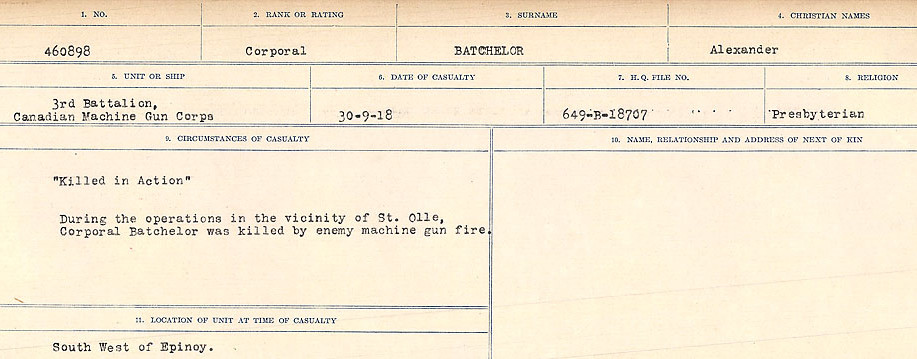 1. NO. 2. RANK OR RATING 3. SURNAME 4. CHRISTIAN NAMES
460898 Corporal BATCHELOR Alexander
5. UNIT OR SHIP 6. DATE OF CASUALTY 7. H.Q. FILE NO. 8. RELIGION
3rd Battalion,
Canadian Machine Gun Corps 30-9-18 649-B-18707 Presbyterian
9. CIRCUMSTANCES OF CASUALTY 10. NAME, RELATIONSHIP AND ADDRESS OF NEXT OF KIN
"Killed in Action"
During the operations in the vicinity of St. Olle,
Corporal Batchelor was killed by enemy machine gun fire.
11. LOCATION OF UNIT AT TIME OF CASUALTY
South West of Epinoy.